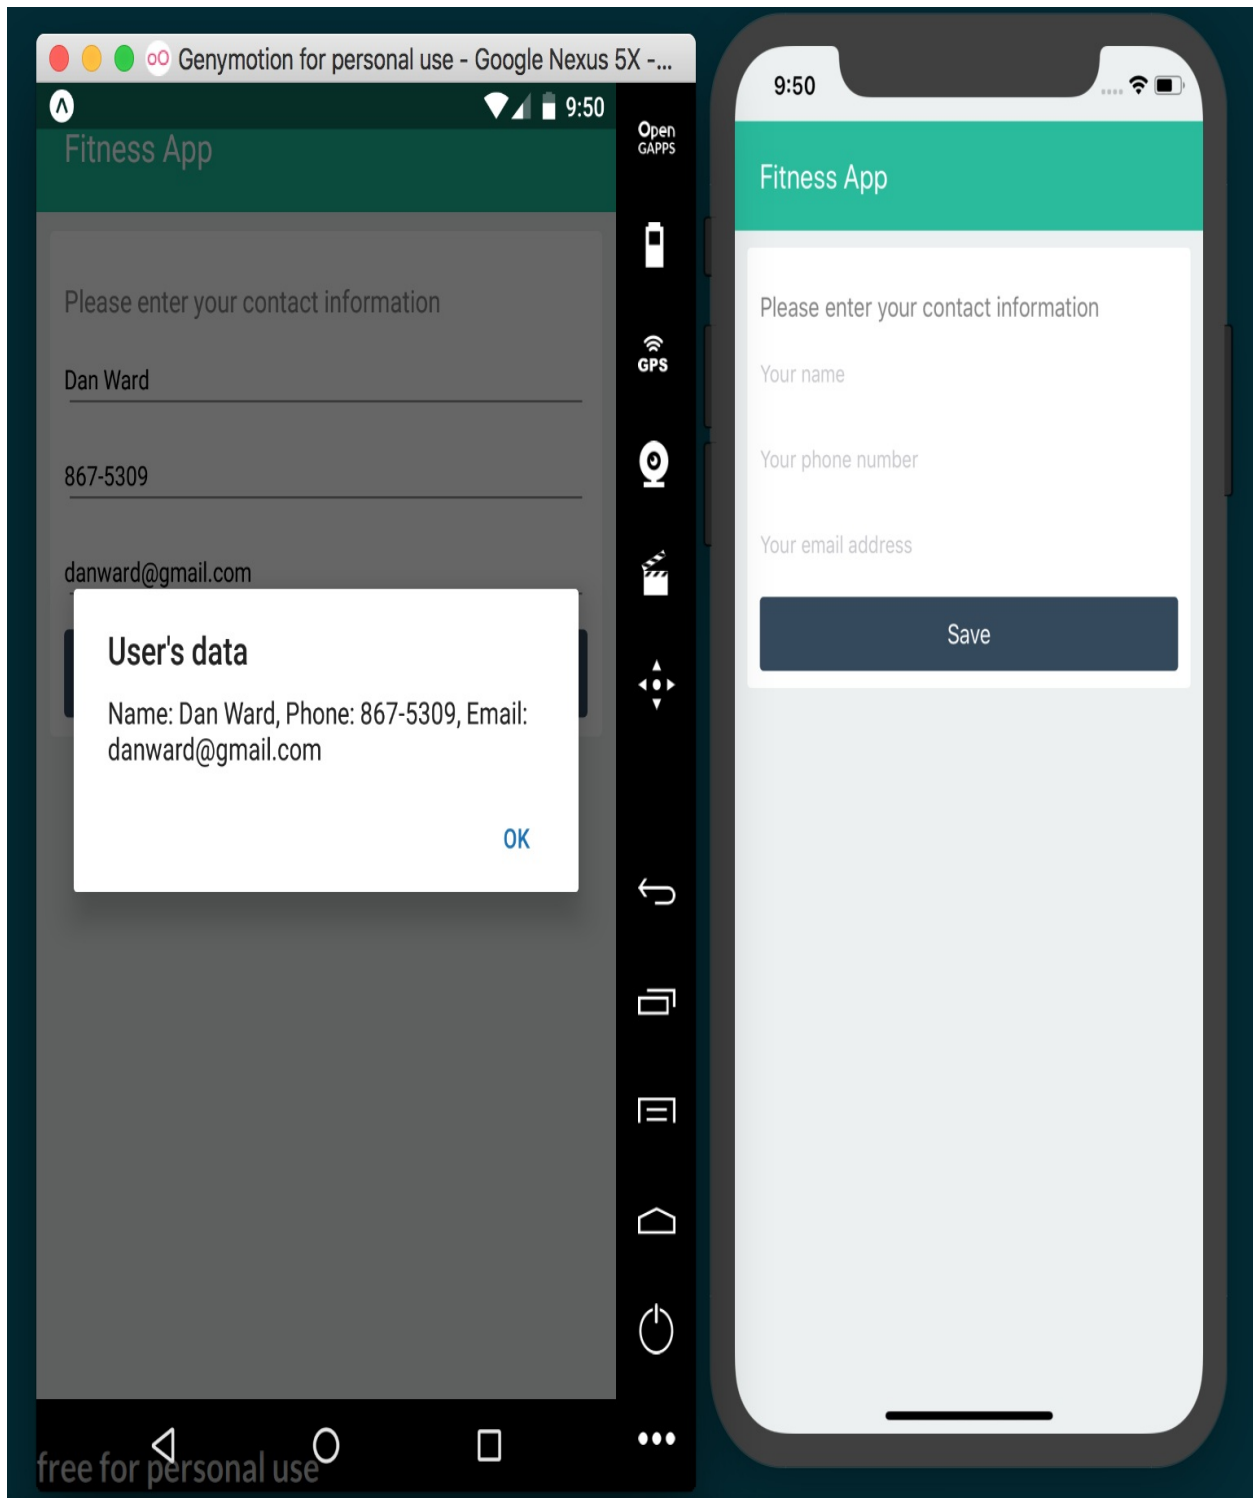 Genymotion for personal use - Google Nexus 5X -...
9:50
Open
GAPPS
Fitness App
GPS
Please enter your contact information
Dan Ward
867-5309
danward@gmail.com
User's data
Name: Dan Ward, Phone: 867-5309, Email:
danward@gmail.com
OK
free for personal use
9:50
Fitness App
Please enter your contact information
Your name
Your phone number
Your email address
Save